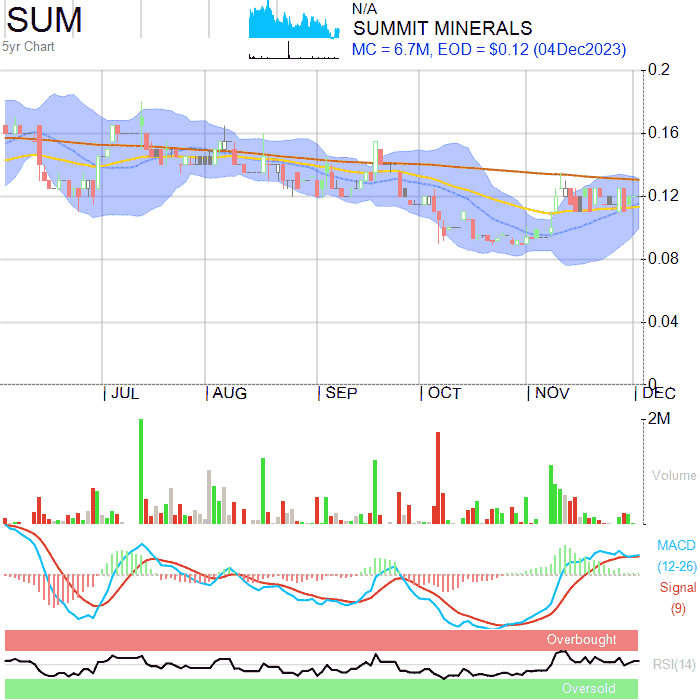 SUM
5yr Chart
N/A
SUMMIT MINERALS
MC = 6.7M, EOD = $0.12 (04Dec2023)
0.2
0.16
0.12
0.08
0.04
0
JUL AUG SEP OCT NOV DEC
2M
Volume
MACD
(12-26)
Signal
(9)
Overbought
RSI(14)
Oversold